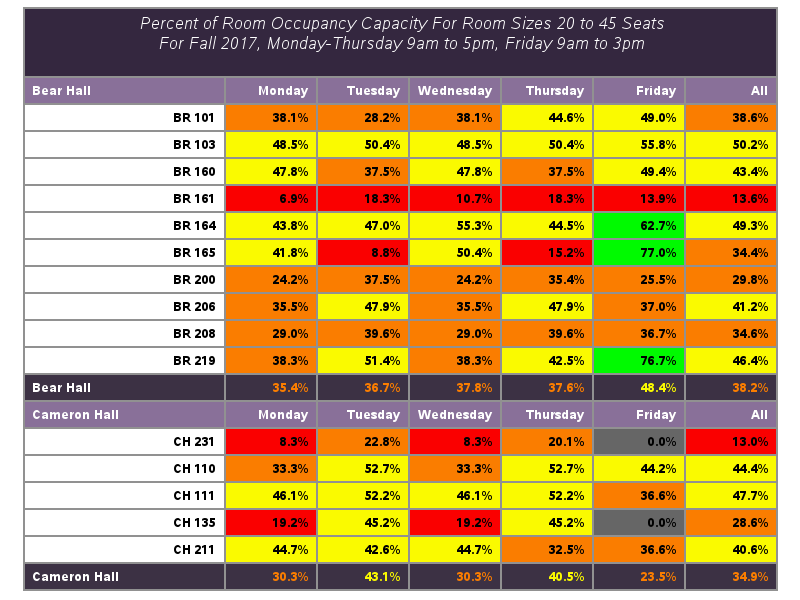 Percent of Room Occupancy Capacity For Room Sizes 20 to 45 Seats
For Fall 2017, Monday-Thursday 9am to 5pm, Friday 9am to 3pm
Bear Hall Monday Tuesday Wednesday Thursday Friday All
BR 101 38.1% 28.2% 38.1% 44.6% 49.0% 38.6%
BR 103 48.5% 50.4% 48.5% 50.4% 55.8% 50.2%
BR 160 47.8% 37.5% 47.8% 37.5% 49.4% 43.4%
BR 161 6.9% 18.3% 10.7% 18.3% 13.9% 13.6%
BR 164 43.8% 47.0% 55.3% 44.5% 62.7% 49.3%
BR 165 41.8% 8.8% 50.4% 15.2% 77.0% 34.4%
BR 200 24.2% 37.5% 24.2% 35.4% 25.5% 29.8%
BR 206 35.5% 47.9% 35.5% 47.9% 37.0% 41.2%
BR 208 29.0% 39.6% 29.0% 39.6% 36.7% 34.6%
BR 219 38.3% 51.4% 38.3% 42.5% 76.7% 46.4%
Bear Hall 35.4% 36.7% 37.8% 37.6% 48.4% 38.2%
Cameron Hall Monday Tuesday Wednesday Thursday Friday All
CH 231 8.3% 22.8% 8.3% 20.1% 0.0% 13.0%
CH 110 33.3% 52.7% 33.3% 52.7% 44.2% 44.4%
CH 111 46.1% 52.2% 46.1% 52.2% 36.6% 47.7%
CH 135 19.2% 45.2% 19.2% 45.2% 0.0% 28.6%
CH 211 44.7% 42.6% 44.7% 32.5% 36.6% 40.6%
Cameron Hall 30.3% 43.1% 30.3% 40.5% 23.5% 34.9%